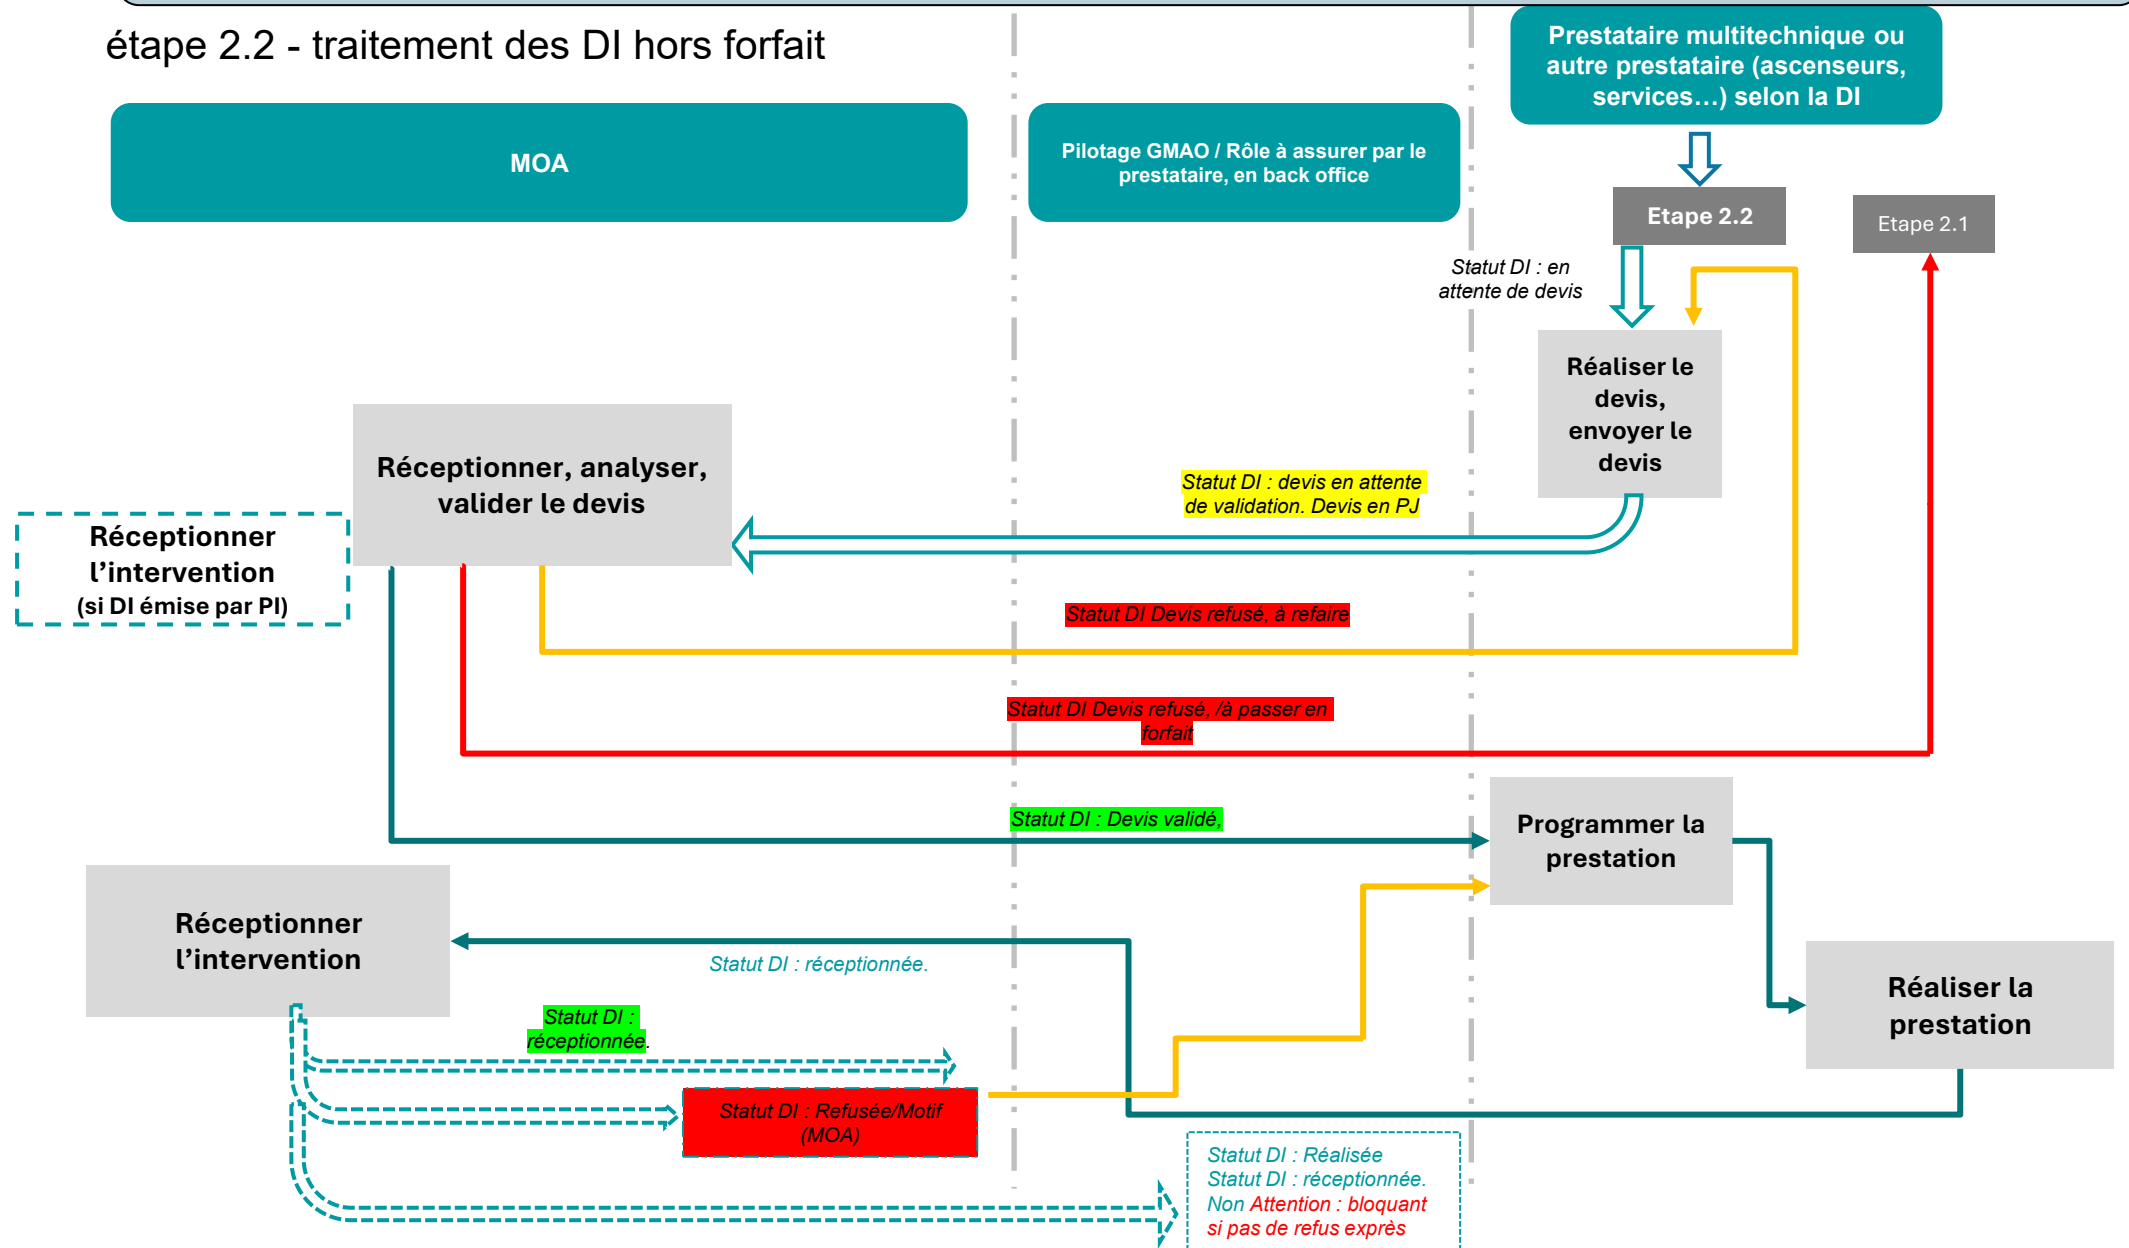 étape 2.2 - traitement des DI hors forfait
Prestataire multitechnique ou
autre prestataire (ascenseurs,
services…) selon la DI
MOA
Pilotage GMAO / Rôle à assurer par le
prestataire, en back office
Etape 2.2
Etape 2.1
Statut DI : en
attente de devis
Réaliser le
devis,
envoyer le
devis
Réceptionner, analyser,
valider le devis
Statut DI : devis en attente
de validation. Devis en PJ
Réceptionner
l’intervention
(si DI émise par PI)
Statut DI Devis refusé, à refaire
Statut DI Devis refusé, /à passer en
forfait
Statut DI : Devis validé,
Programmer la
prestation
Réceptionner
l’intervention
Statut DI : réceptionnée.
Réaliser la
prestation
Statut DI :
réceptionnée.
Statut DI : Refusée/Motif
(MOA)
Statut DI : Réalisée
Statut DI : réceptionnée.
Non Attention : bloquant
si pas de refus exprès